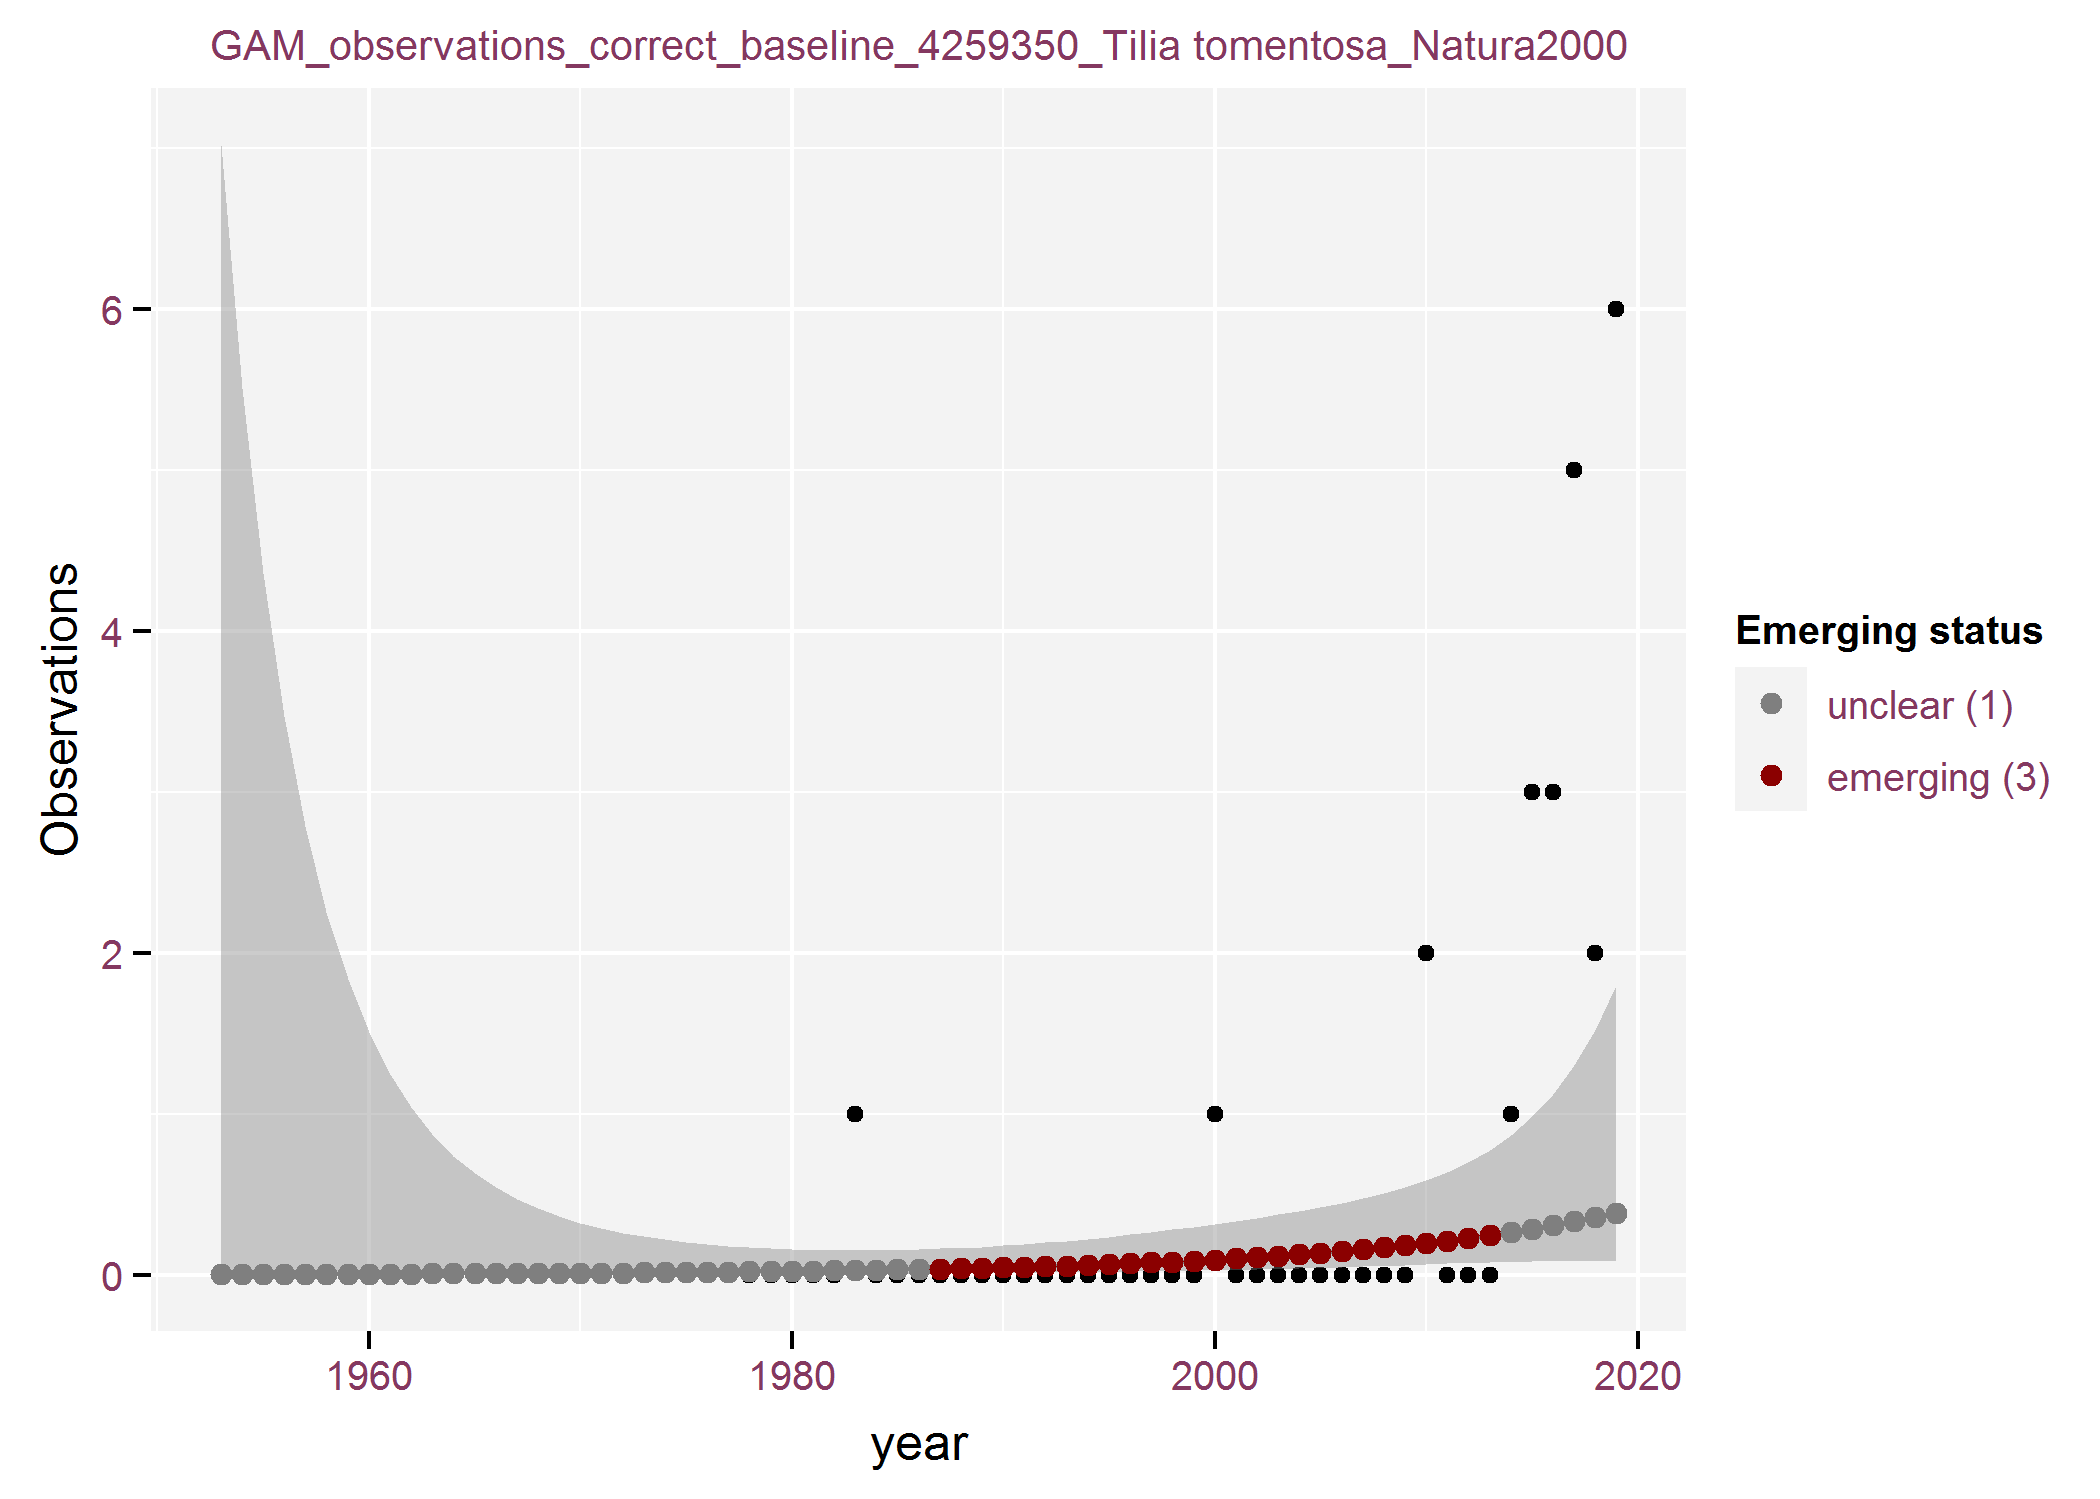 GAM_observations_correct_baseline_4259350_Tilia tomentosa_Natura2000
6
4
2
0
Observations
1960
1980
2000
2020
year
Emerging status
unclear (1)
emerging (3)